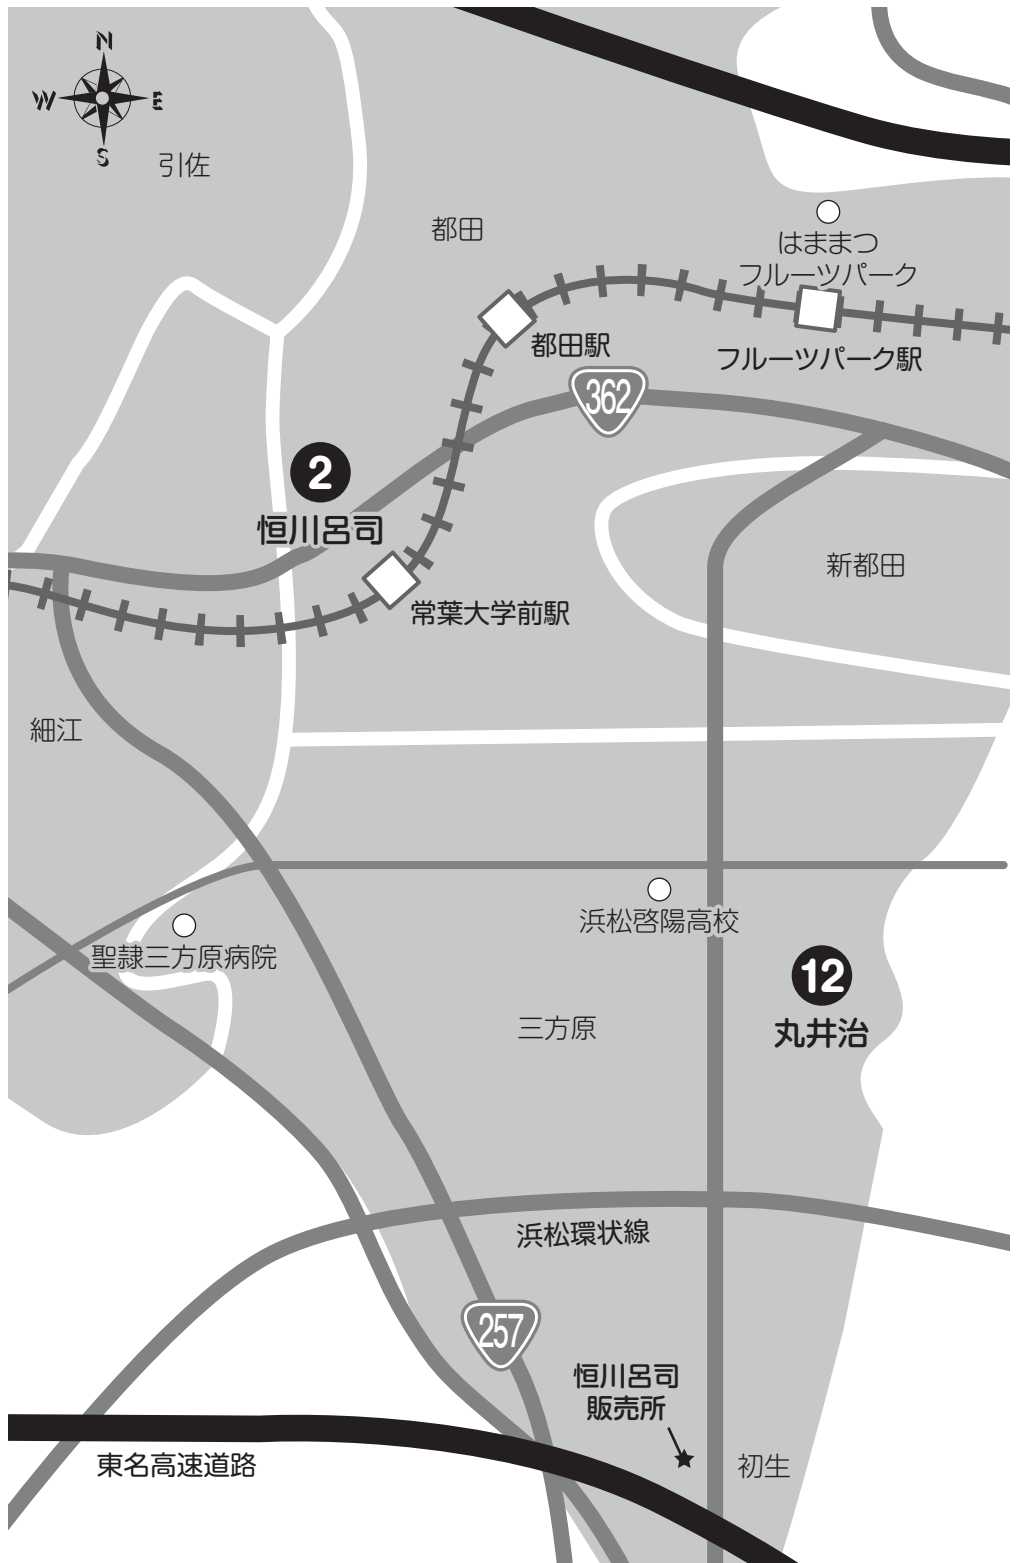 N
W
E
S
引佐
都田
はままつ
フルーツパーク
都田駅
フルーツパーク駅
362
2
恒川呂司
新都田
常葉大学前駅
細江
浜松啓陽高校
聖隷三方原病院
12
丸井治
三方原
浜松環状線
257
恒川呂司
販売所
東名高速道路
初生